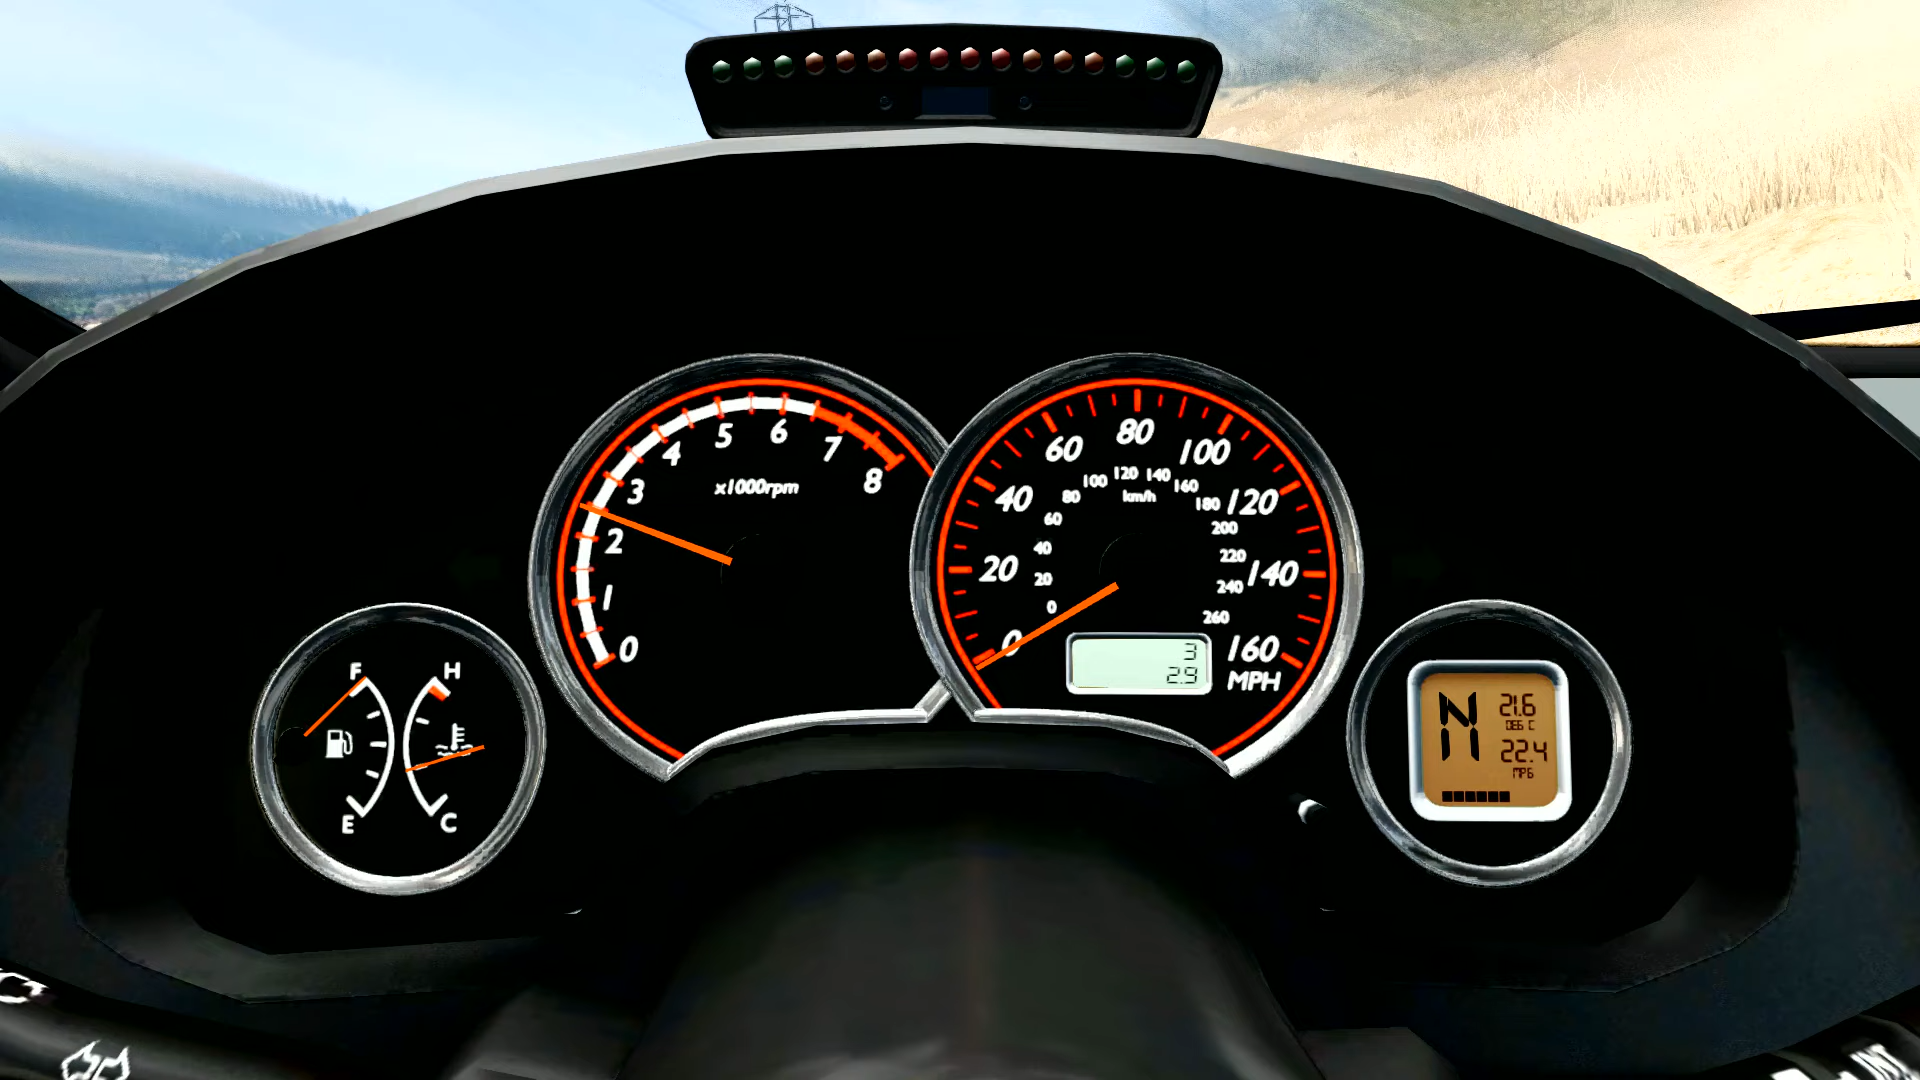 0 1 2 3 4 5 6 7 8
x1000rpm
0 20 40 60 80 100 120 140 160
MPH
0 20 40 60 80 100 120 140 160 180 200 220 240 260
km/h
3
2.9
F
E
H
C
N
21.6
DEG C
22.4
MPG
INT